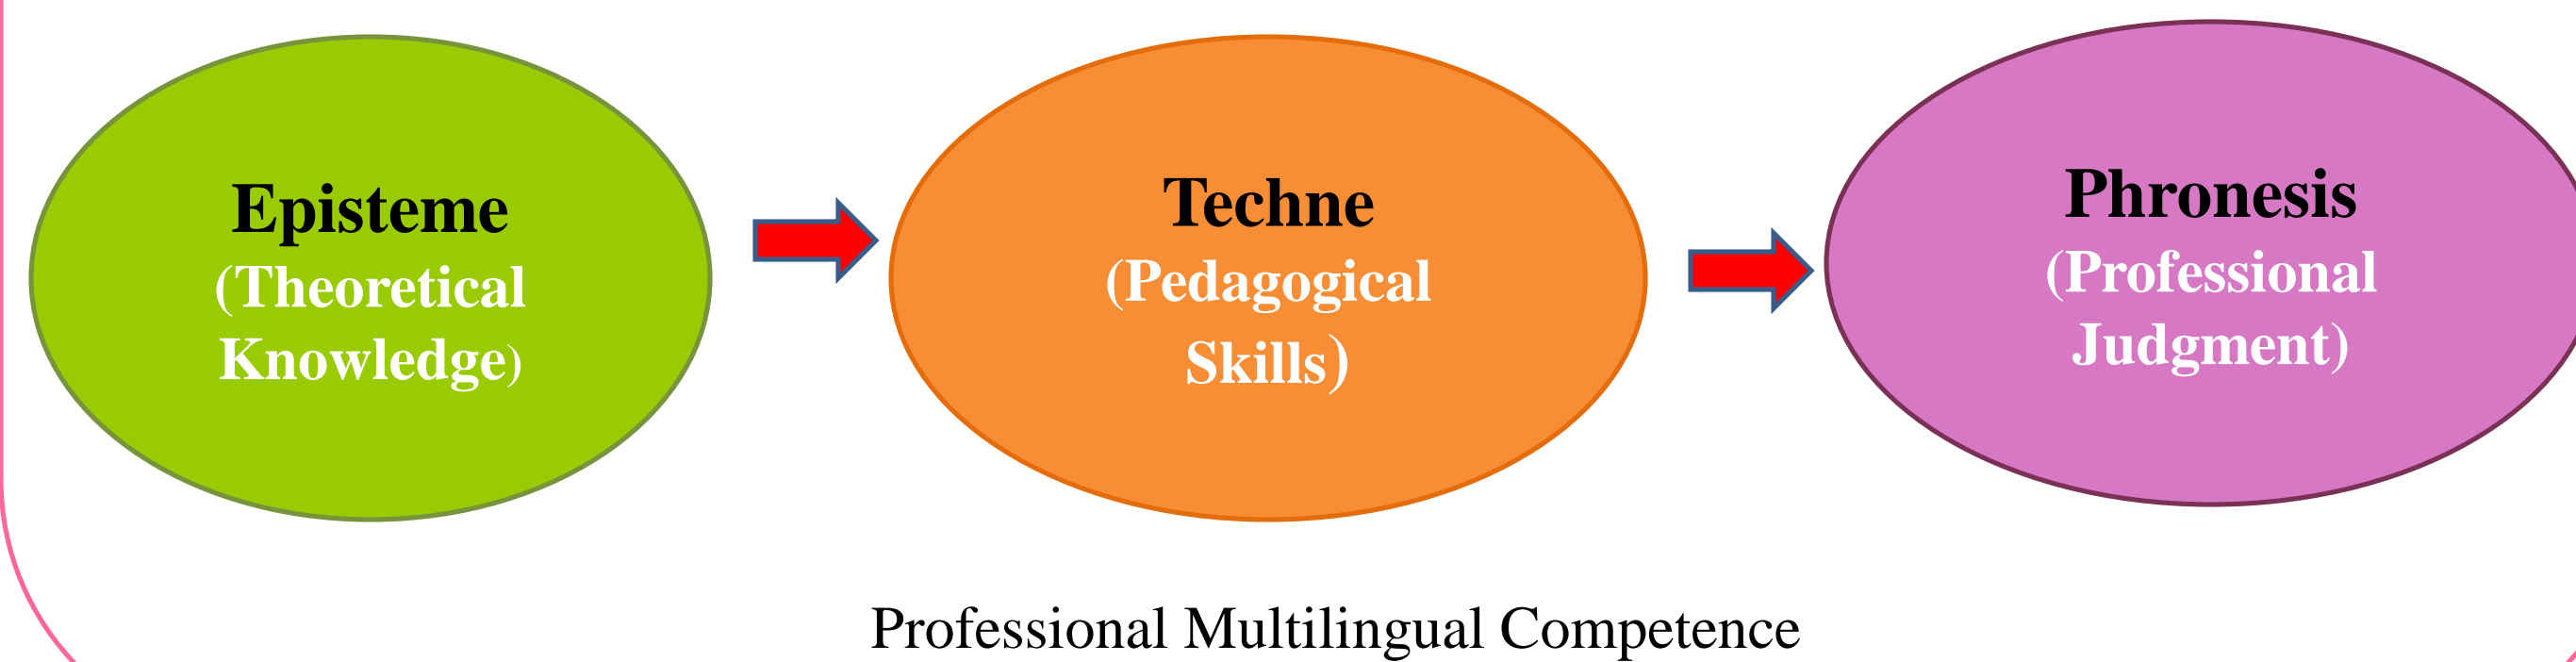 Episteme
(Theoretical
Knowledge)
Techne
(Pedagogical
Skills)
Phronesis
(Professional
Judgment)
Professional Multilingual Competence